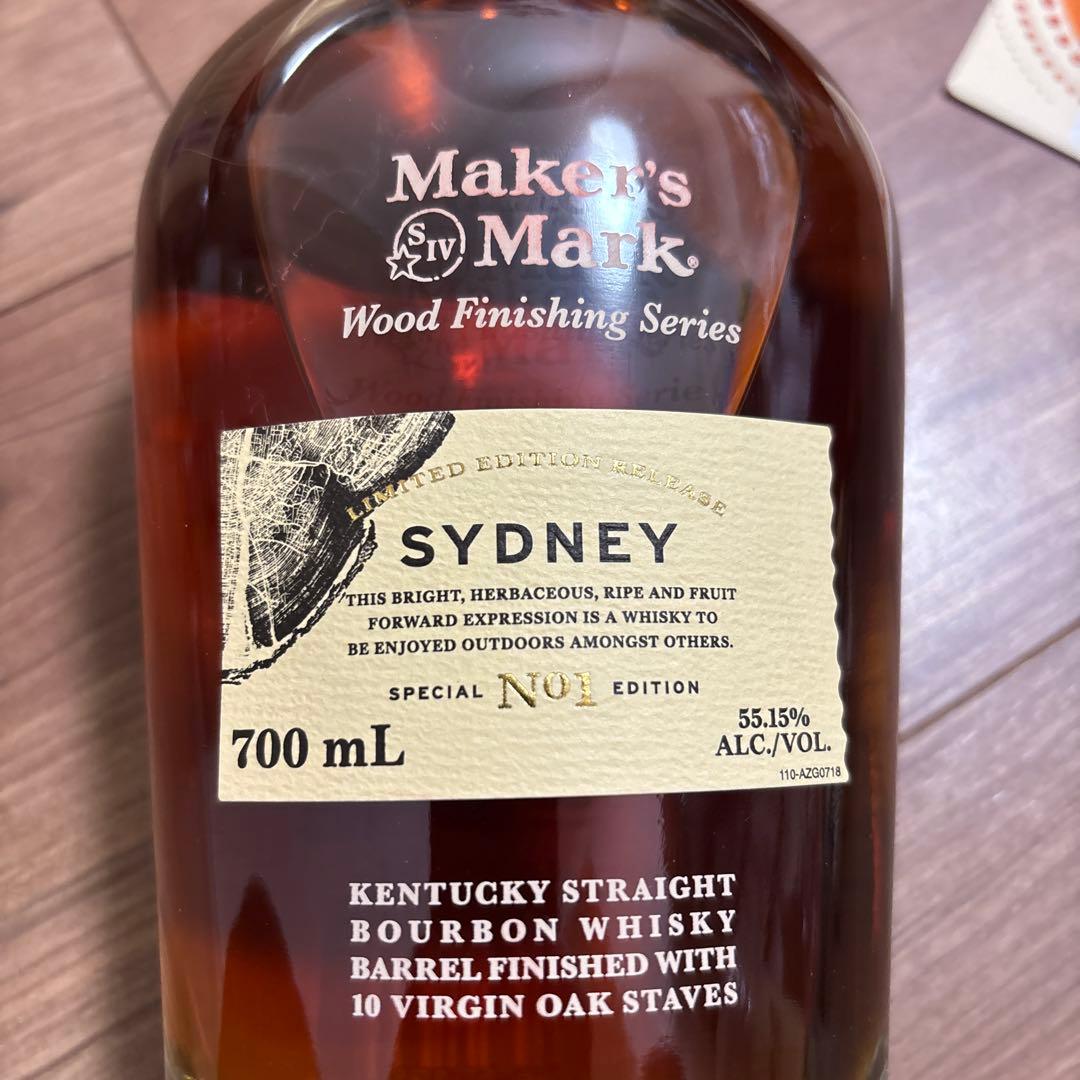 Maker's
SIV Mark®
Wood Finishing Series
LIMITED EDITION RELEASE
SYDNEY
THIS BRIGHT, HERBACEOUS, RIPE AND FRUIT
FORWARD EXPRESSION IS A WHISKY TO
BE ENJOYED OUTDOORS AMONGST OTHERS.
SPECIAL No1 EDITION
700 mL
55.15%
ALC./VOL.
110-AZG0718
KENTUCKY STRAIGHT
BOURBON WHISKY
BARREL FINISHED WITH
10 VIRGIN OAK STAVES